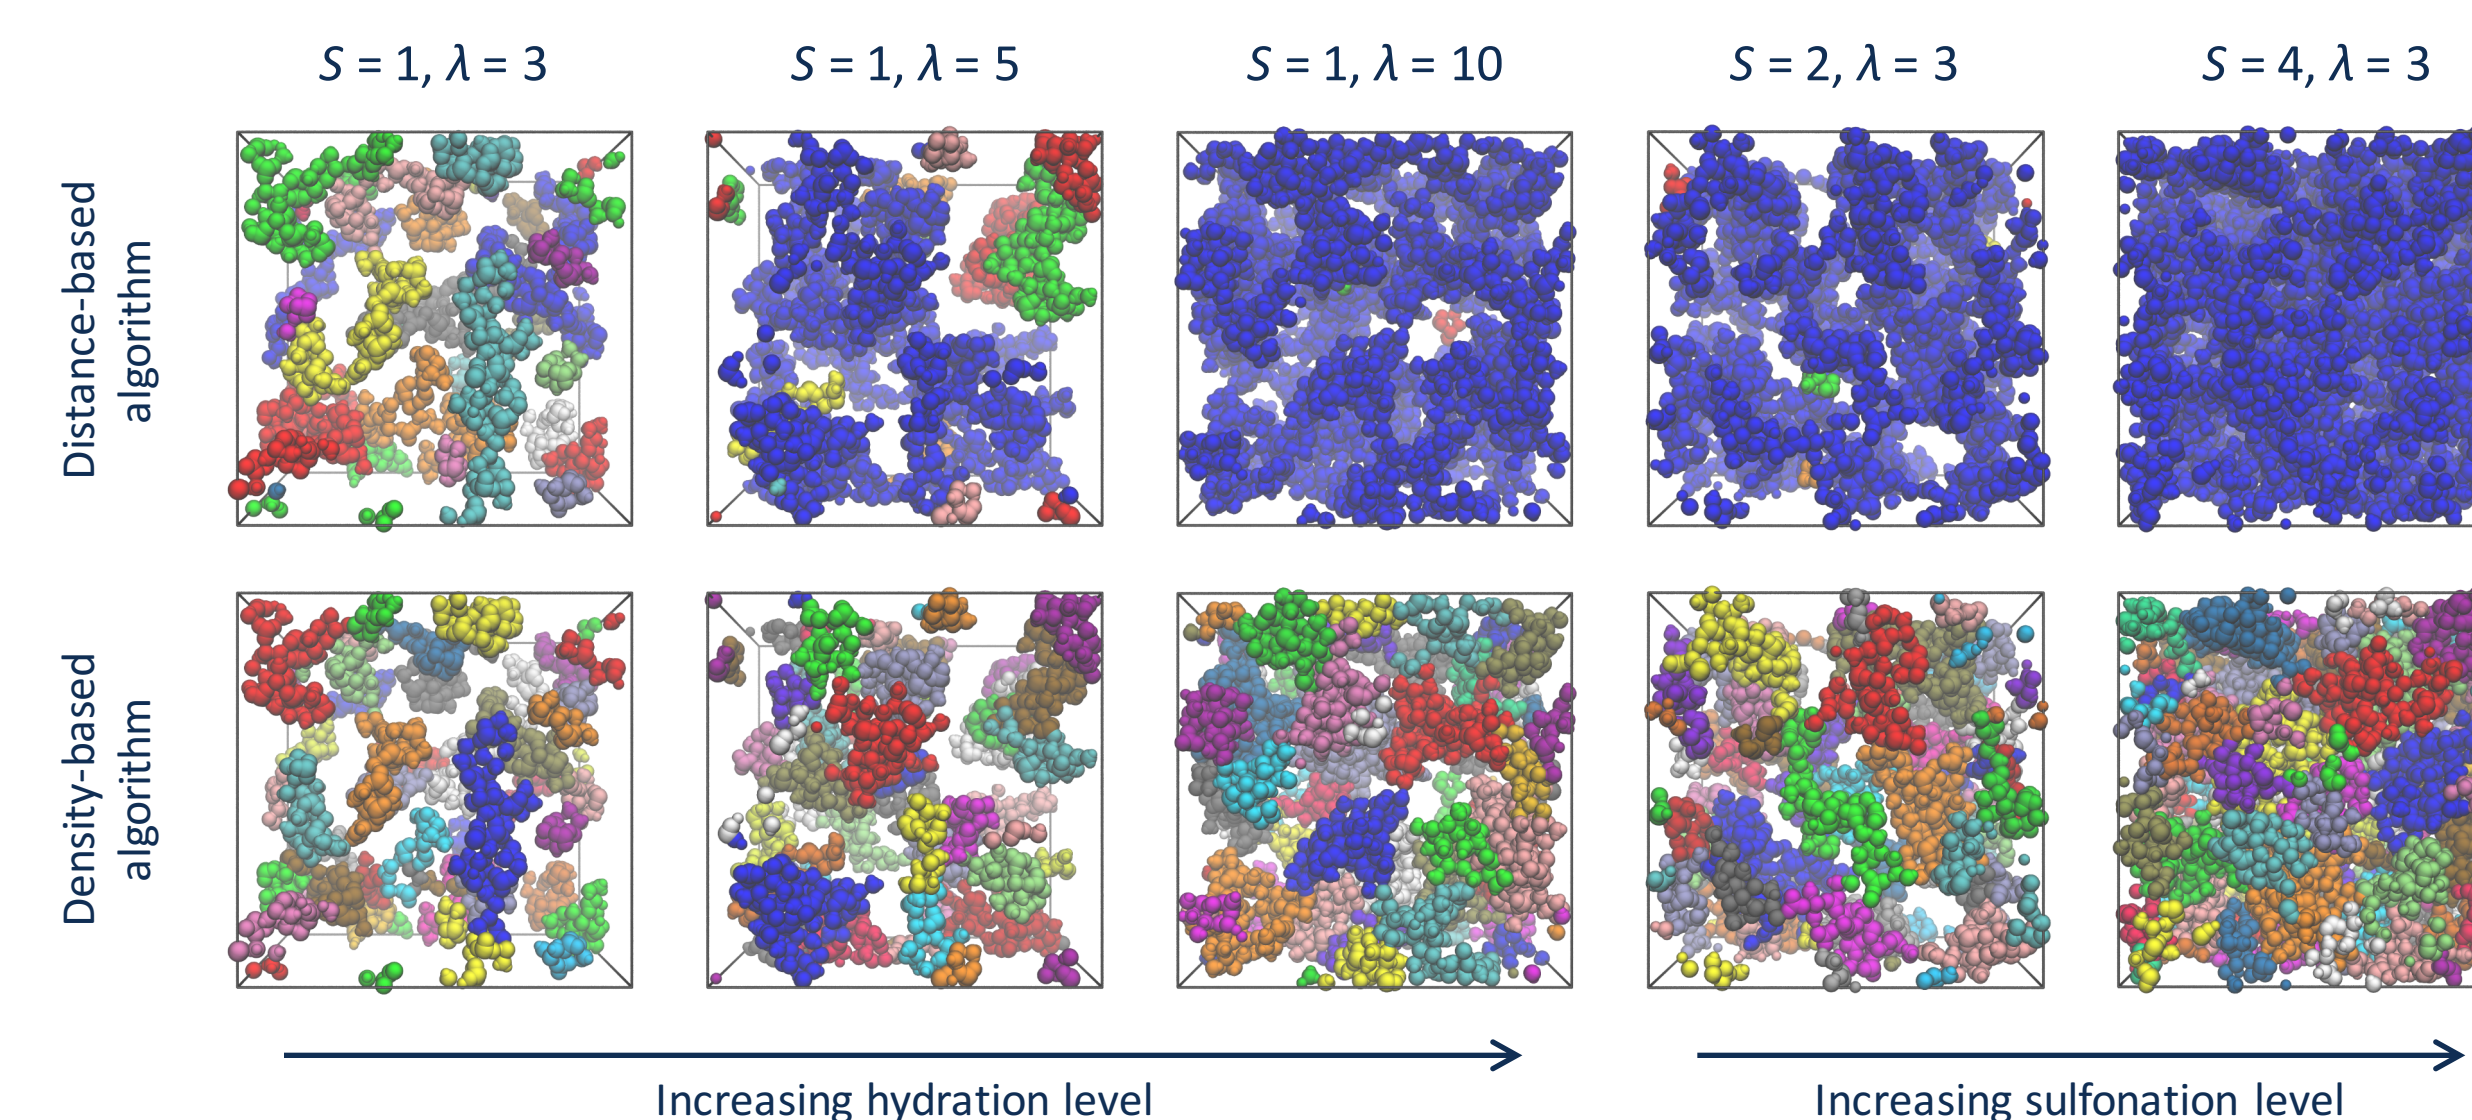 S = 1, λ = 3
S = 1, λ = 5
S = 1, λ = 10
S = 2, λ = 3
S = 4, λ = 3
Distance-based
algorithm
Density-based
algorithm
Increasing hydration level
Increasing sulfonation level